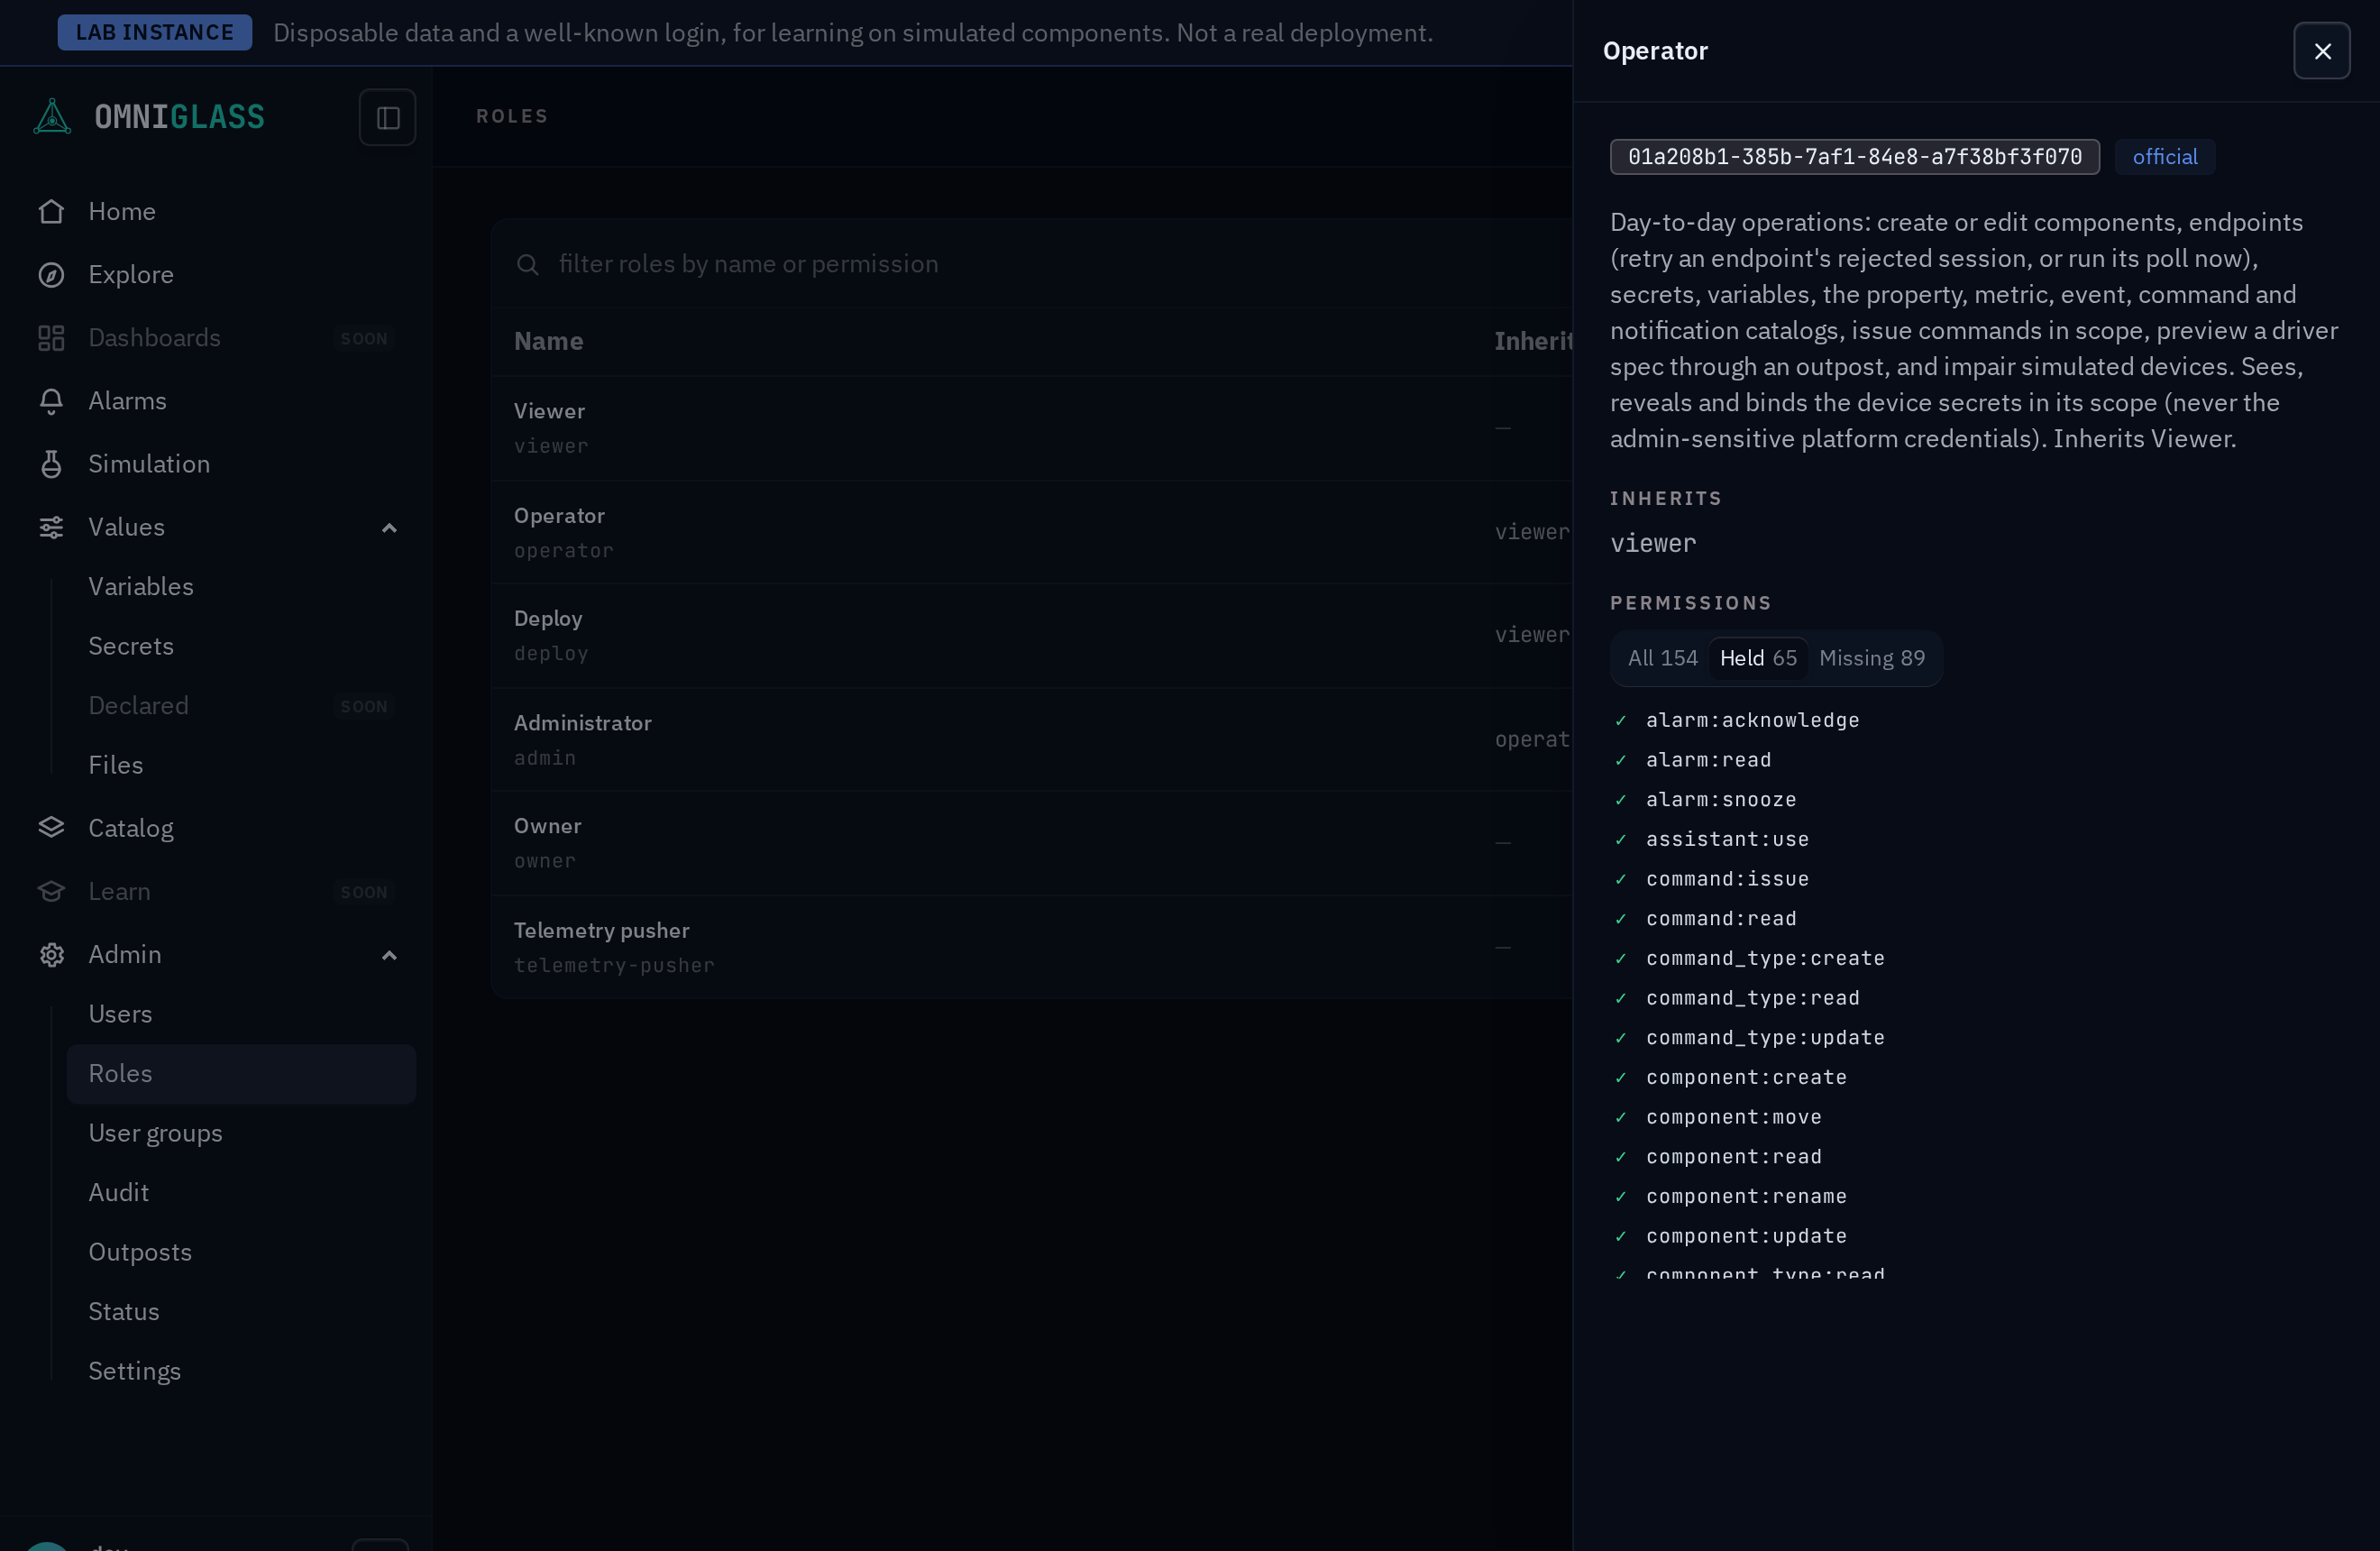 LAB INSTANCE Disposable data and a well-known login, for learning on simulated components. Not a real deployment.
OMNIGLASS
Home
Explore
Dashboards SOON
Alarms
Simulation
Values
Variables
Secrets
Declared SOON
Files
Catalog
Learn SOON
Admin
Users
Roles
User groups
Audit
Outposts
Status
Settings
ROLES
filter roles by name or permission
Name Inherit
Viewer
viewer
—
Operator
operator
viewer
Deploy
deploy
viewer
Administrator
admin
operat
Owner
owner
—
Telemetry pusher
telemetry-pusher
—
Operator
01a208b1-385b-7af1-84e8-a7f38bf3f070 official
Day-to-day operations: create or edit components, endpoints
(retry an endpoint's rejected session, or run its poll now),
secrets, variables, the property, metric, event, command and
notification catalogs, issue commands in scope, preview a driver
spec through an outpost, and impair simulated devices. Sees,
reveals and binds the device secrets in its scope (never the
admin-sensitive platform credentials). Inherits Viewer.
INHERITS
viewer
PERMISSIONS
All 154 Held 65 Missing 89
✓ alarm:acknowledge
✓ alarm:read
✓ alarm:snooze
✓ assistant:use
✓ command:issue
✓ command:read
✓ command_type:create
✓ command_type:read
✓ command_type:update
✓ component:create
✓ component:move
✓ component:read
✓ component:rename
✓ component:update
✓ component_type:read